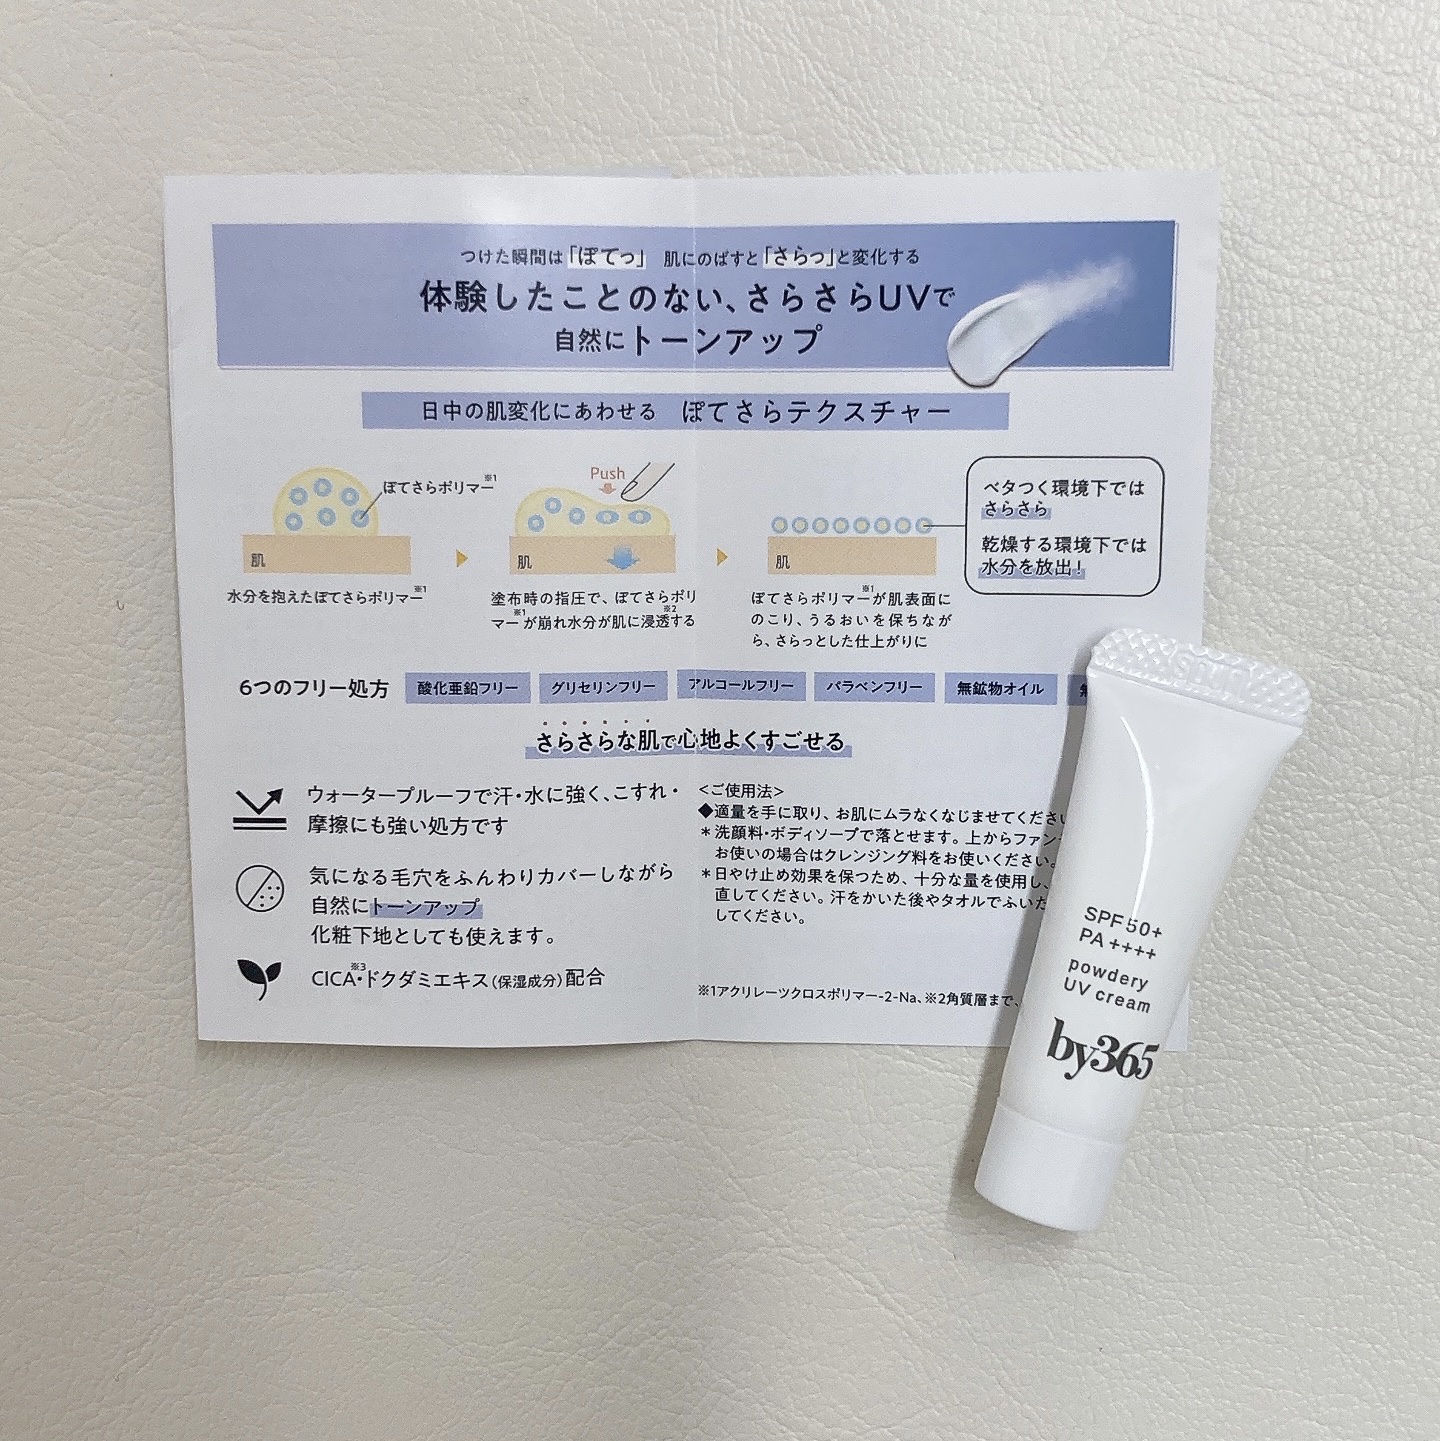 つけた瞬間は「ぽてっ」 肌にのばすと「さらっ」と変化する
体験したことのない、さらさらUVで
自然にトーンアップ
日中の肌変化にあわせる ぽてさらテクスチャー
ぽてさらポリマー※1
肌
水分を抱えたぽてさらポリマー※1
Push
肌
塗布時の指圧で、ぽてさらポリ
マー※1が崩れ水分が肌に浸透※2する
肌
ぽてさらポリマー※1が肌表面に
のこり、うるおいを保ちなが
ら、さらっとした仕上がりに
ベタつく環境下では
さらさら
乾燥する環境下では
水分を放出!
6つのフリー処方 酸化亜鉛フリー グリセリンフリー アルコールフリー パラベンフリー 無鉱物オイル 無
さらさらな肌で心地よくすごせる
ウォータープルーフで汗・水に強く、こすれ・
摩擦にも強い処方です
気になる毛穴をふんわりカバーしながら
自然にトーンアップ
化粧下地としても使えます。
CICA※3・ドクダミエキス(保湿成分)配合
<ご使用法>
◆適量を手に取り、お肌にムラなくなじませてくださ
*洗顔料・ボディソープで落とせます。上からファン
お使いの場合はクレンジング料をお使いください。
*日やけ止め効果を保つため、十分な量を使用し、
直してください。汗をかいた後やタオルでふいた
してください。
※1アクリレーツクロスポリマー-2-Na、※2角質層まで、
SPF50+
PA++++
powdery
UV cream
by365